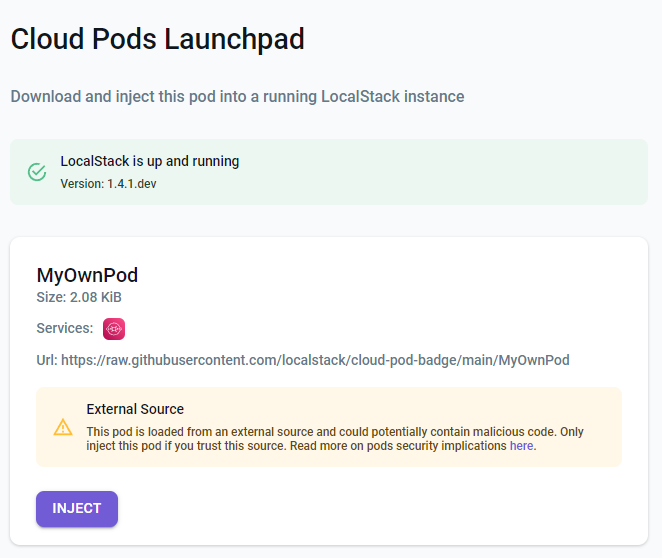 Cloud Pods Launchpad
Download and inject this pod into a running LocalStack instance
LocalStack is up and running
Version: 1.4.1.dev
MyOwnPod
Size: 2.08 KiB
Services:
Url: https://raw.githubusercontent.com/localstack/cloud-pod-badge/main/MyOwnPod
External Source
This pod is loaded from an external source and could potentially contain malicious code. Only
inject this pod if you trust this source. Read more on pods security implications here.
INJECT